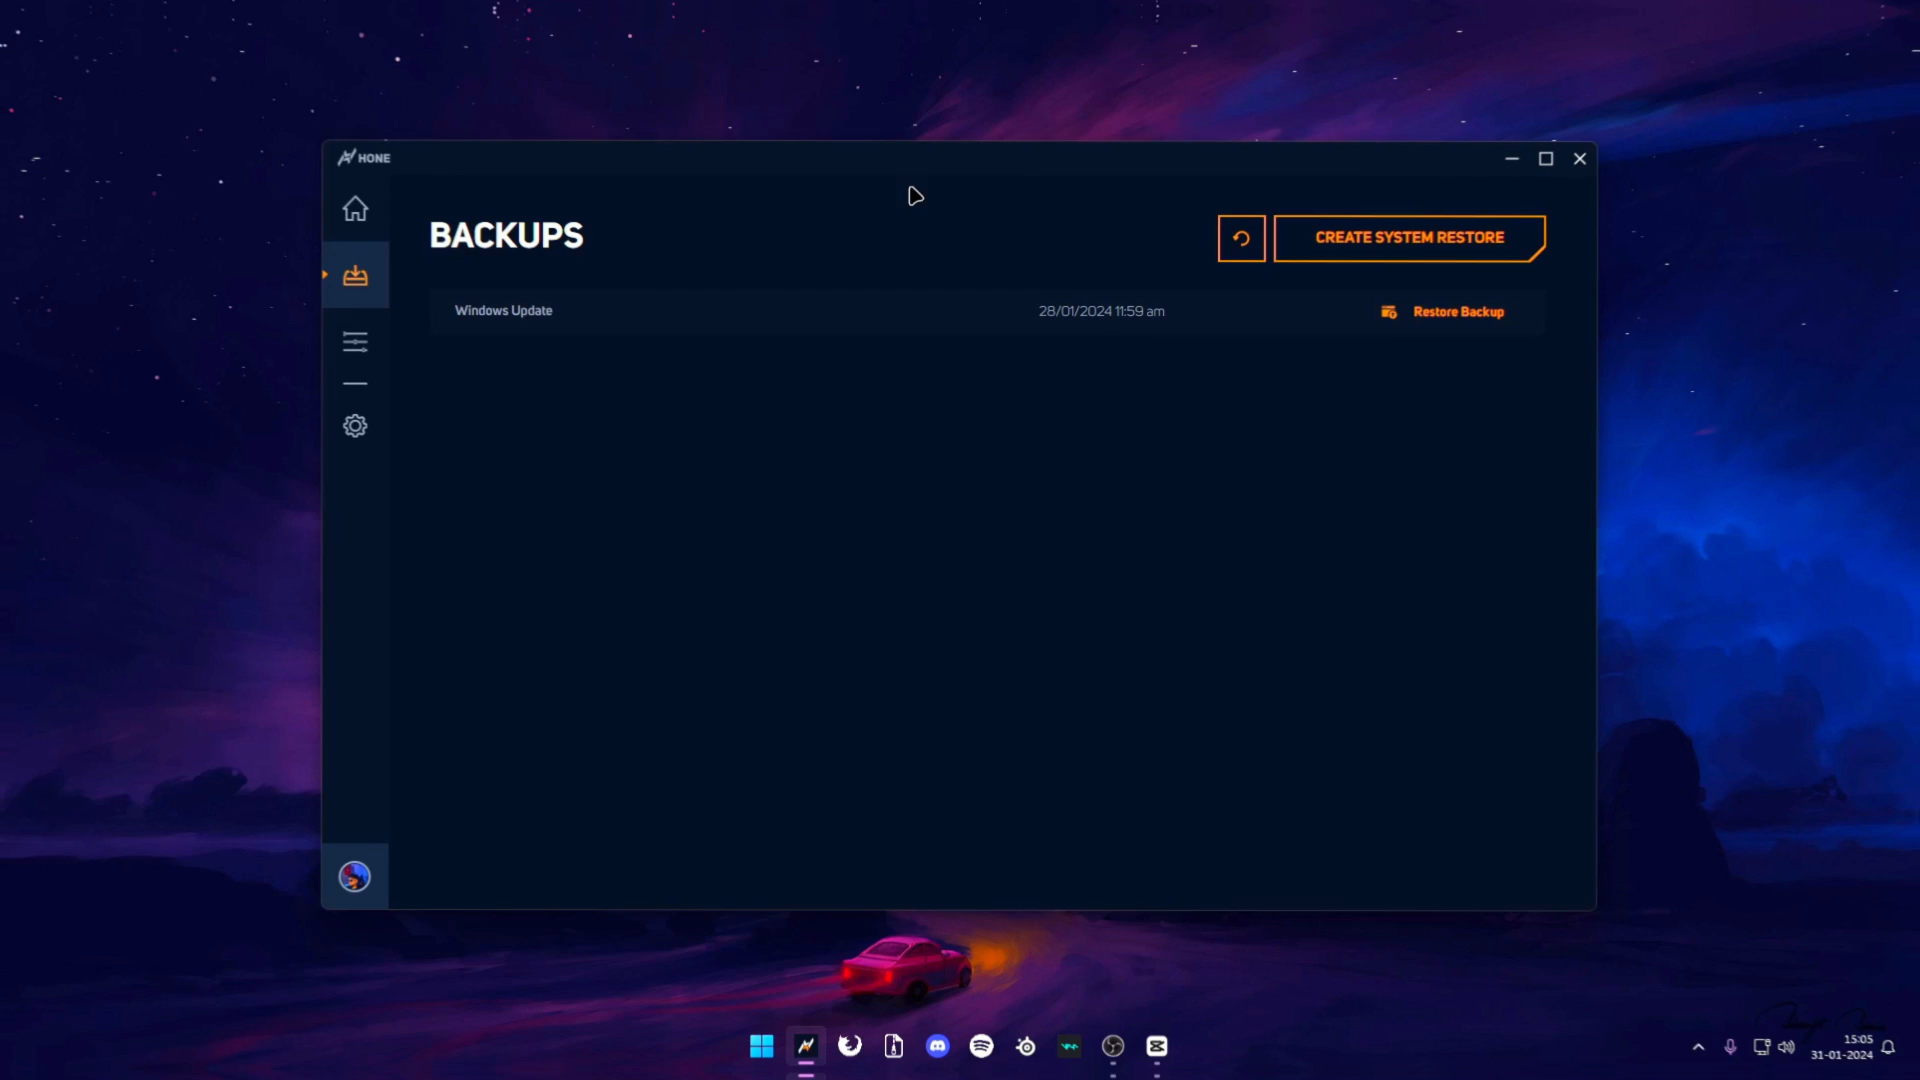 HONE
BACKUPS
CREATE SYSTEM RESTORE
Windows Update
28/01/2024 11:59 am
Restore Backup
15:05
31-01-2024